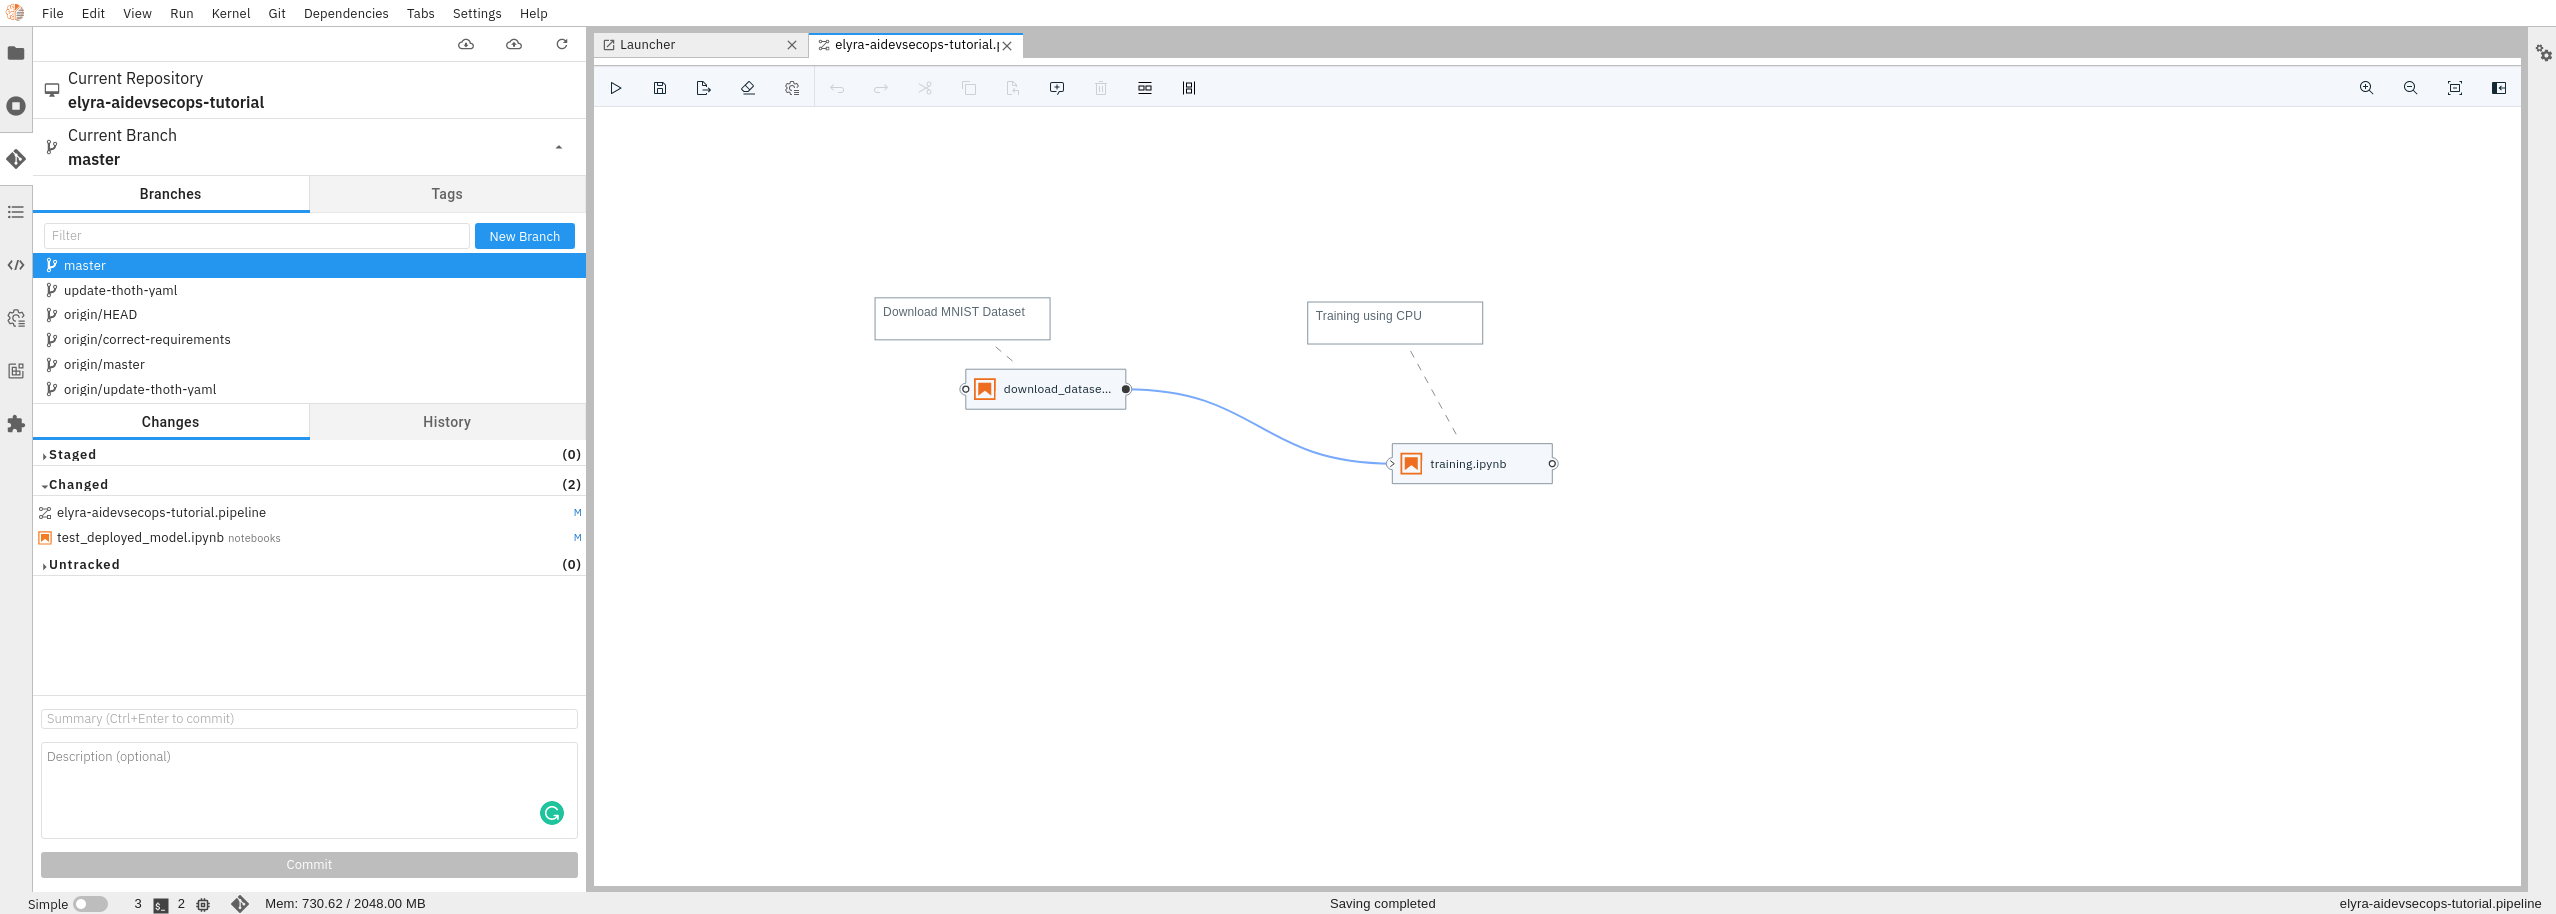 File Edit View Run Kernel Git Dependencies Tabs Settings Help
Current Repository
elyra-aidevsecops-tutorial
Current Branch
master
Branches Tags
Filter New Branch
master
update-thoth-yaml
origin/HEAD
origin/correct-requirements
origin/master
origin/update-thoth-yaml
Changes History
Staged (0)
Changed (2)
elyra-aidevsecops-tutorial.pipeline M
test_deployed_model.ipynb notebooks M
Untracked (0)
Summary (Ctrl+Enter to commit)
Description (optional)
Commit
Launcher elyra-aidevsecops-tutorial.p
Download MNIST Dataset
Training using CPU
download_datase...
training.ipynb
Simple 3 $_ 2 Mem: 730.62 / 2048.00 MB Saving completed elyra-aidevsecops-tutorial.pipeline